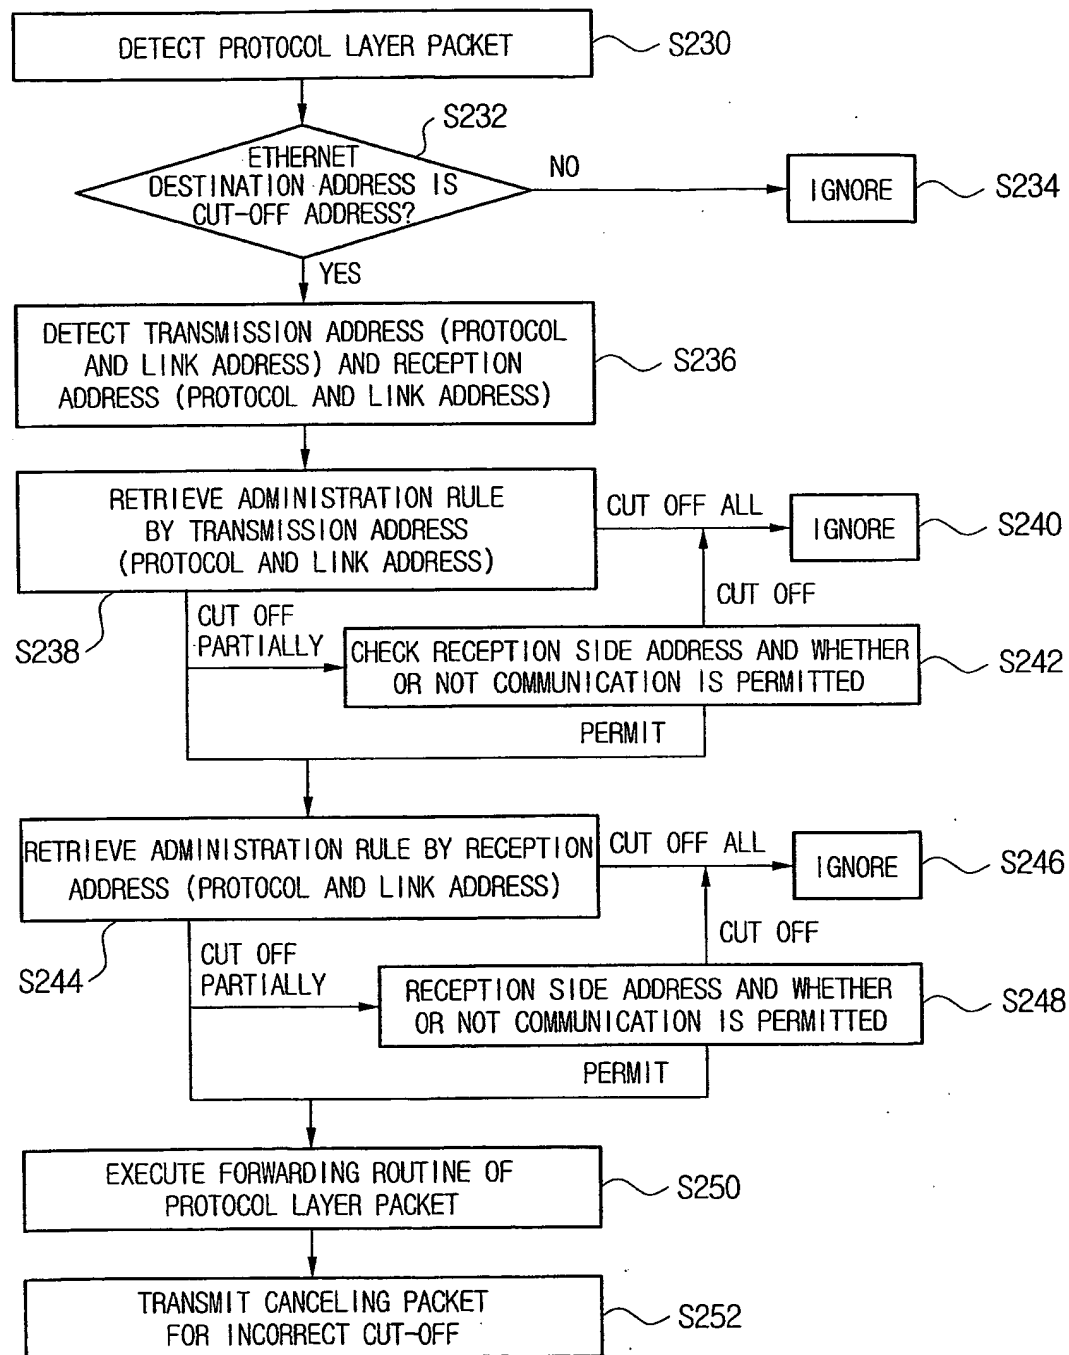 DETECT PROTOCOL LAYER PACKET
S230
S232
ETHERNET
DESTINATION ADDRESS IS
CUT-OFF ADDRESS?
NO
IGNORE
S234
YES
DETECT TRANSMISSION ADDRESS (PROTOCOL
AND LINK ADDRESS) AND RECEPTION
ADDRESS (PROTOCOL AND LINK ADDRESS)
S236
RETRIEVE ADMINISTRATION RULE
BY TRANSMISSION ADDRESS
(PROTOCOL AND LINK ADDRESS)
CUT OFF ALL
IGNORE
S240
CUT OFF
S238
CUT OFF
PARTIALLY
CHECK RECEPTION SIDE ADDRESS AND WHETHER
OR NOT COMMUNICATION IS PERMITTED
S242
PERMIT
RETRIEVE ADMINISTRATION RULE BY RECEPTION
ADDRESS (PROTOCOL AND LINK ADDRESS)
CUT OFF ALL
IGNORE
S246
CUT OFF
S244
CUT OFF
PARTIALLY
RECEPTION SIDE ADDRESS AND WHETHER
OR NOT COMMUNICATION IS PERMITTED
S248
PERMIT
EXECUTE FORWARDING ROUTINE OF
PROTOCOL LAYER PACKET
S250
TRANSMIT CANCELING PACKET
FOR INCORRECT CUT-OFF
S252